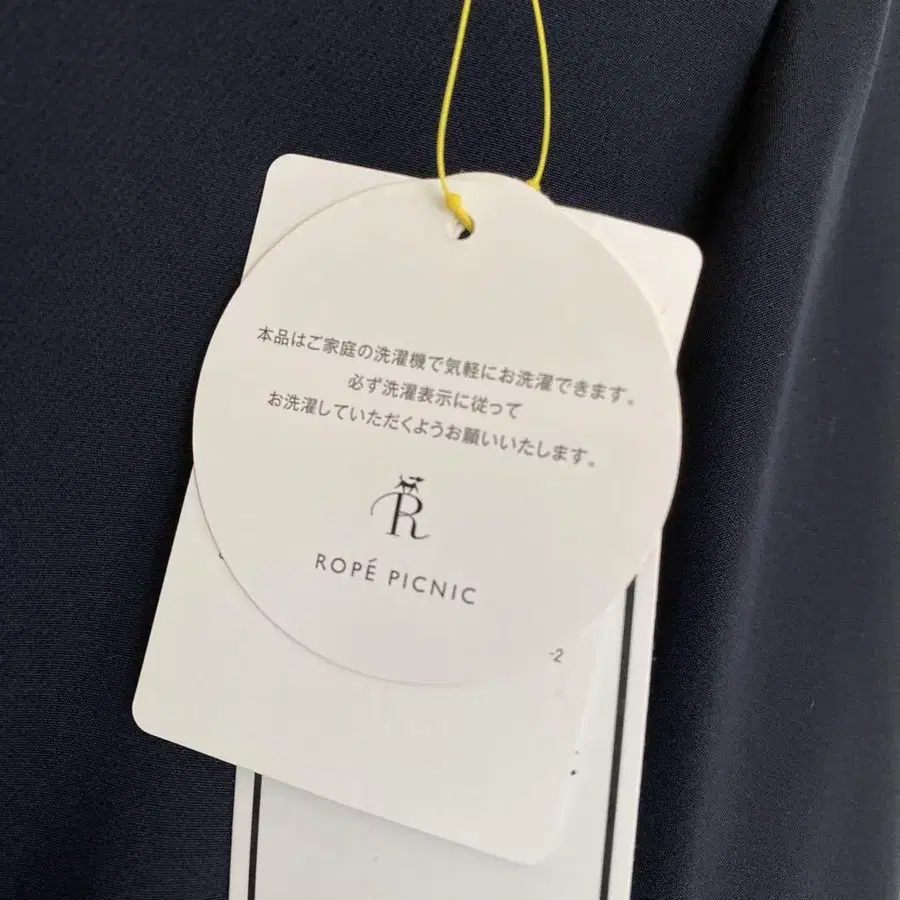 本品はご家庭の洗濯機で気軽にお洗濯できます。
必ず洗濯表示に従って
お洗濯していただくようお願いいたします。
R
ROPÉ PICNIC
-2